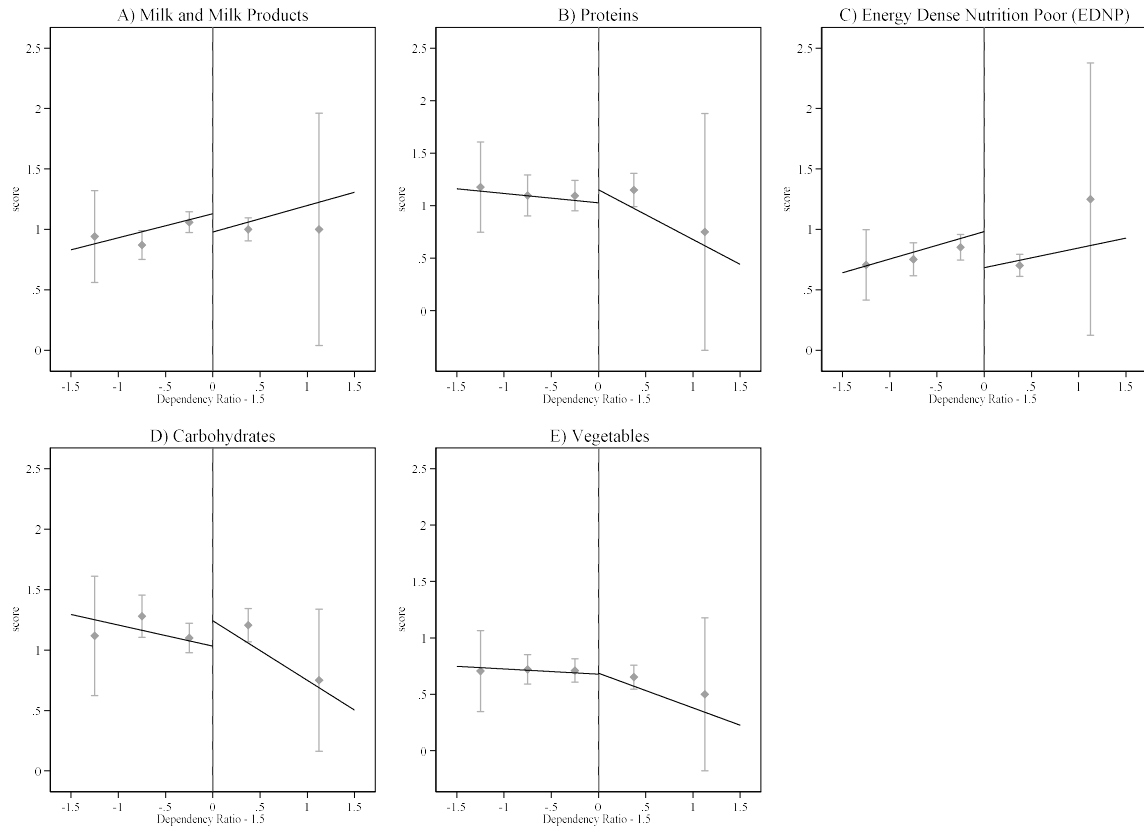 A) Milk and Milk Products
2.5
2
1.5
1
.5
0
score
-1.5 -1 -.5 0 .5 1 1.5
Dependency Ratio - 1.5
B) Proteins
2.5
2
1.5
1
.5
0
score
-1.5 -1 -.5 0 .5 1 1.5
Dependency Ratio - 1.5
C) Energy Dense Nutrition Poor (EDNP)
2.5
2
1.5
1
.5
0
score
-1.5 -1 -.5 0 .5 1 1.5
Dependency Ratio - 1.5
D) Carbohydrates
2.5
2
1.5
1
.5
0
score
-1.5 -1 -.5 0 .5 1 1.5
Dependency Ratio - 1.5
E) Vegetables
2.5
2
1.5
1
.5
0
score
-1.5 -1 -.5 0 .5 1 1.5
Dependency Ratio - 1.5